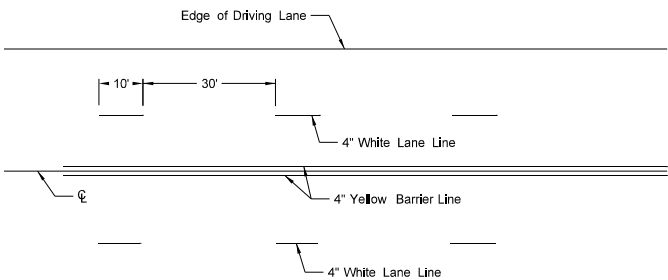 Edge of Driving Lane
10' 30'
4" White Lane Line
℄
4" Yellow Barrier Line
4" White Lane Line